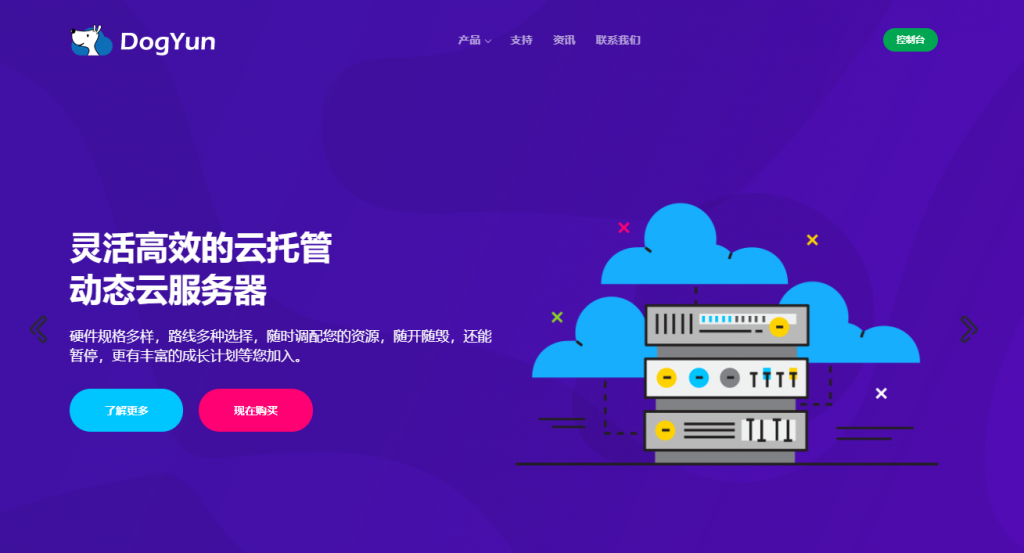 DogYun
产品
支持
资讯
联系我们
控制台
灵活高效的云托管
动态云服务器
硬件规格多样，路线多种选择，随时调配您的资源，随开随毁，还能
暂停，更有丰富的成长计划等您加入。
了解更多
现在购买